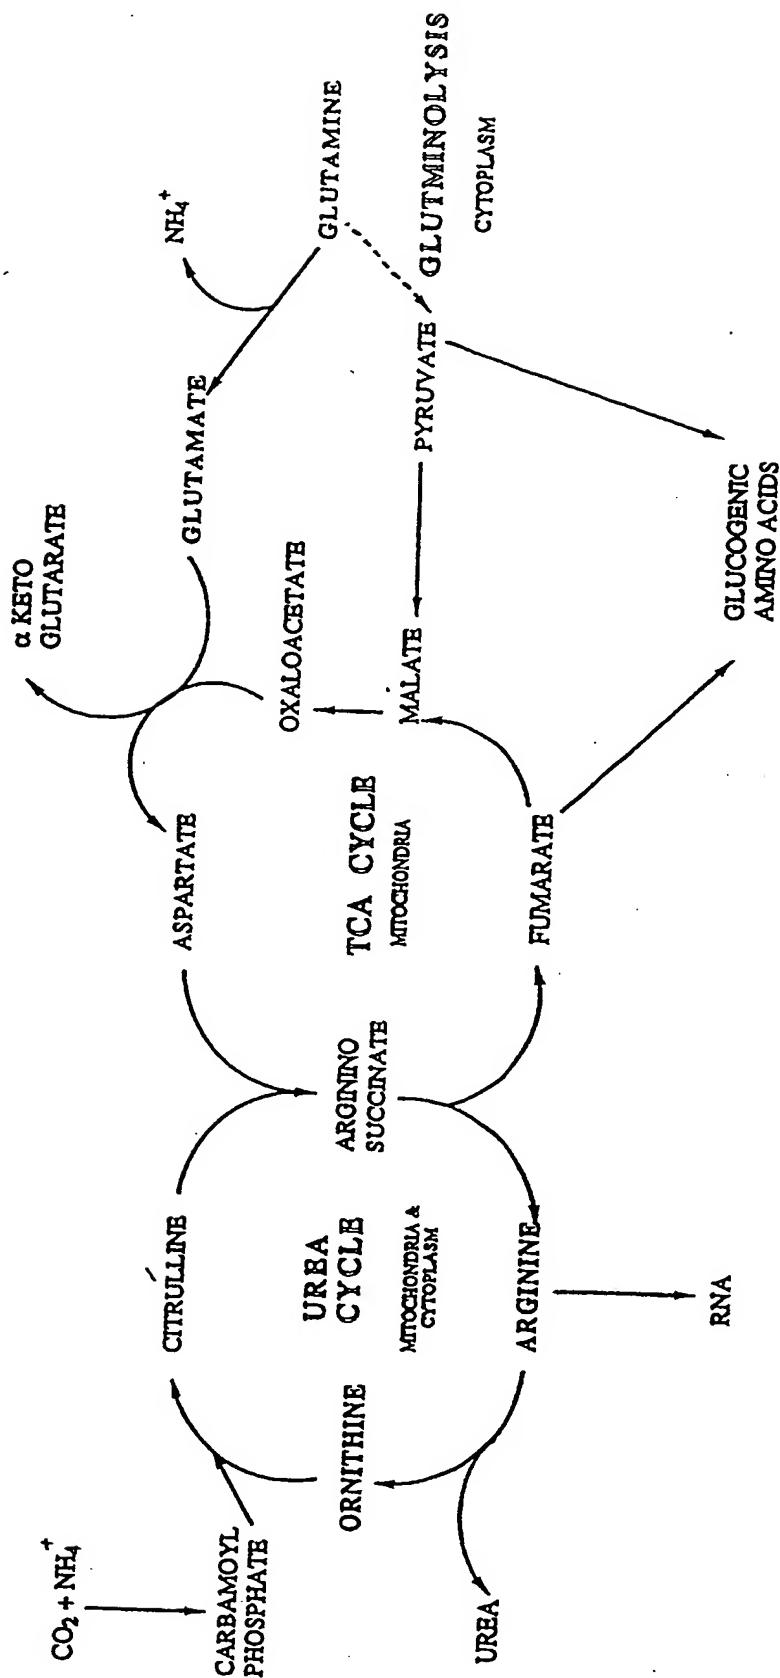 CO₂ + NH₄⁺
CARBAMOYL
PHOSPHATE
CITRULLINE
ORNITHINE
UREA
CYCLE
MITOCHONDRIA &
CYTOPLASM
UREA
ARGININE
RNA
ARGININO
SUCCINATE
ASPARTATE
TCA CYCLE
MITOCHONDRIA
FUMARATE
α KETO
GLUTARATE
OXALOACETATE
MALATE
GLUTAMATE
NH₄⁺
GLUTAMINE
PYRUVATE
GLUTMINOLYSIS
CYTOPLASM
GLUCOGENIC
AMINO ACIDS